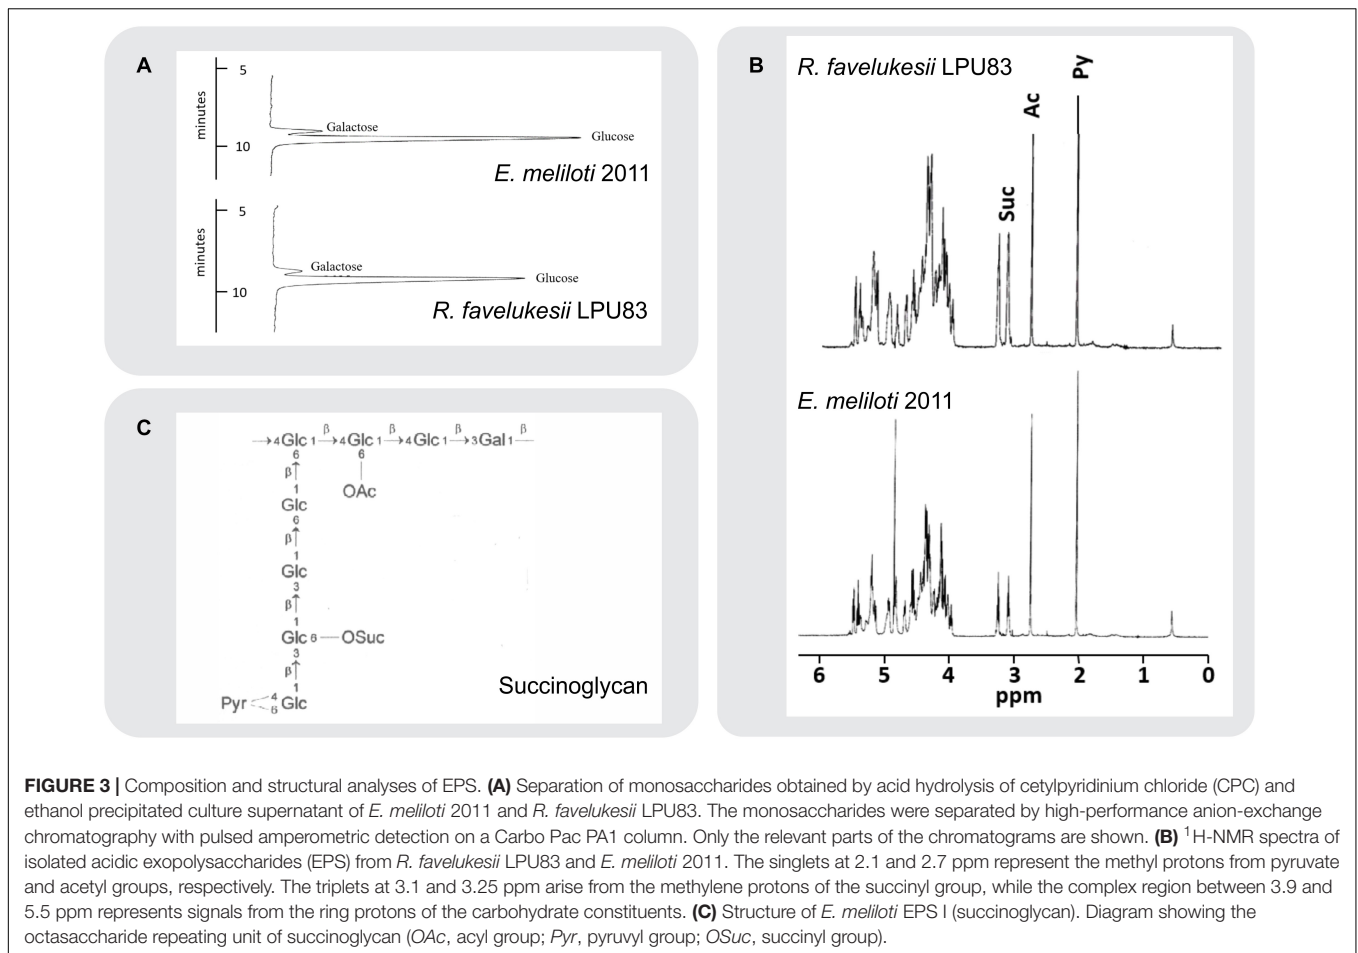 A
5
minutes
10
Galactose
Glucose
E. meliloti 2011
5
minutes
10
Galactose
Glucose
R. favelukesii LPU83
B
R. favelukesii LPU83
Py
Ac
Suc
E. meliloti 2011
6 5 4 3 2 1 0
ppm
C
β β β β
→4Glc 1→4Glc 1→4Glc 1→3Gal 1—
6 6
β↑
1 OAc
Glc
6
β↑
1
Glc
3
β↑
1
Glc 6—OSuc
3
β↑
1
Pyr 4 6 Glc
Succinoglycan
FIGURE 3 | Composition and structural analyses of EPS. (A) Separation of monosaccharides obtained by acid hydrolysis of cetylpyridinium chloride (CPC) and
ethanol precipitated culture supernatant of E. meliloti 2011 and R. favelukesii LPU83. The monosaccharides were separated by high-performance anion-exchange
chromatography with pulsed amperometric detection on a Carbo Pac PA1 column. Only the relevant parts of the chromatograms are shown. (B) ¹H-NMR spectra of
isolated acidic exopolysaccharides (EPS) from R. favelukesii LPU83 and E. meliloti 2011. The singlets at 2.1 and 2.7 ppm represent the methyl protons from pyruvate
and acetyl groups, respectively. The triplets at 3.1 and 3.25 ppm arise from the methylene protons of the succinyl group, while the complex region between 3.9 and
5.5 ppm represents signals from the ring protons of the carbohydrate constituents. (C) Structure of E. meliloti EPS I (succinoglycan). Diagram showing the
octasaccharide repeating unit of succinoglycan (OAc, acyl group; Pyr, pyruvyl group; OSuc, succinyl group).